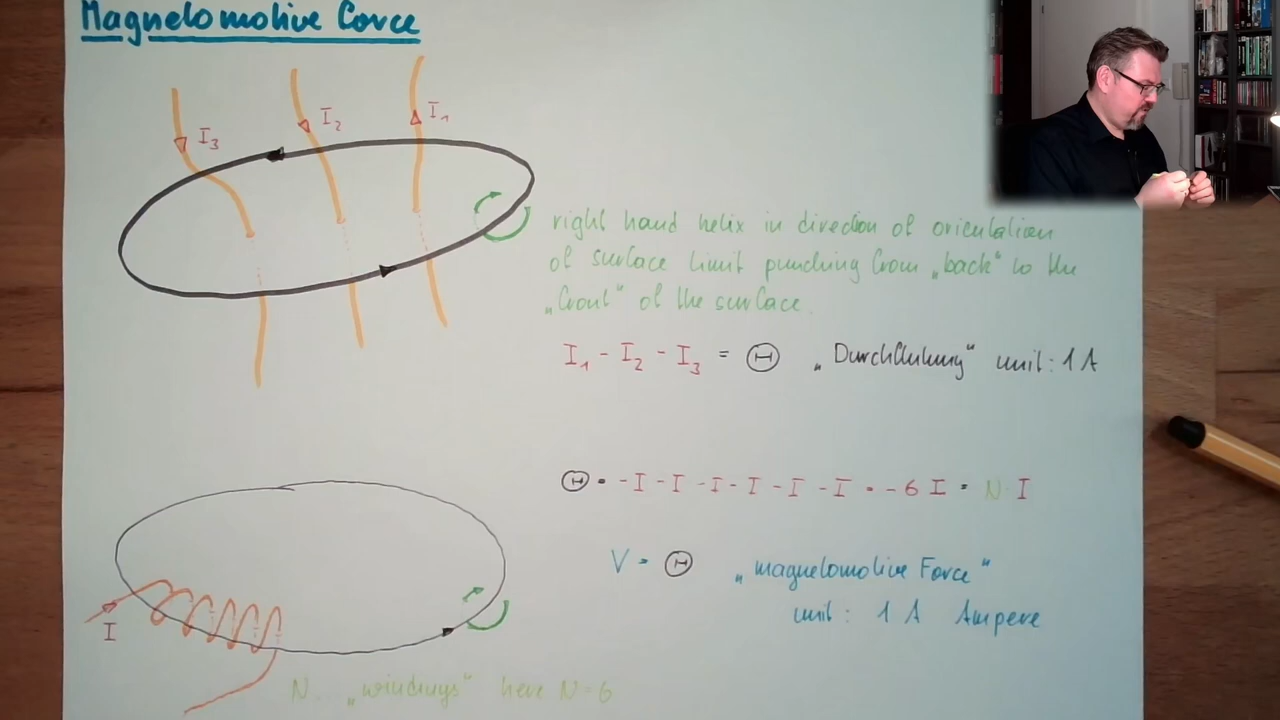 Magnetomotive Force
I3
I2
I1
right hand helix in direction of orientation
of surface limit punching from „back" to the
„front" of the surface.
I1 - I2 - I3 = Θ „Durchflutung" unit: 1 A
Θ = -I -I -I -I -I -I = -6 I = N·I
V = Θ „magnetomotive Force"
unit: 1 A Ampere
I
N... „windings" here N=6